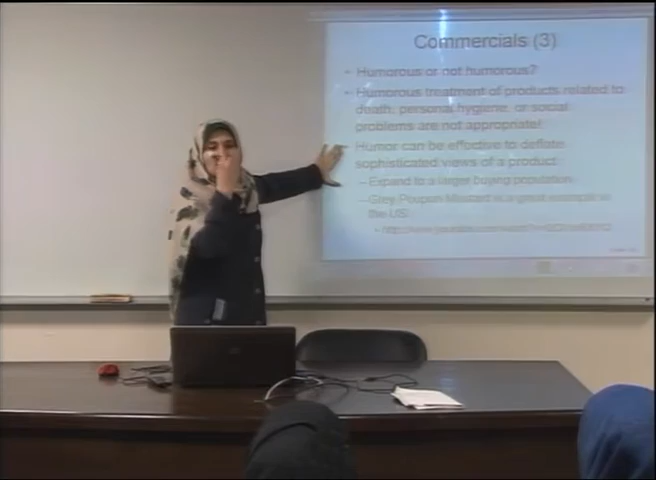 Commercials (3)
Humorous or not humorous?
Humorous treatment of products related to
death, personal hygiene, or social
problems are not appropriate!
Humor can be effective to deflate
sophisticated views of a product
–Expand to a larger buying population
–Grey Poupon Mustard is a great example in
the US!